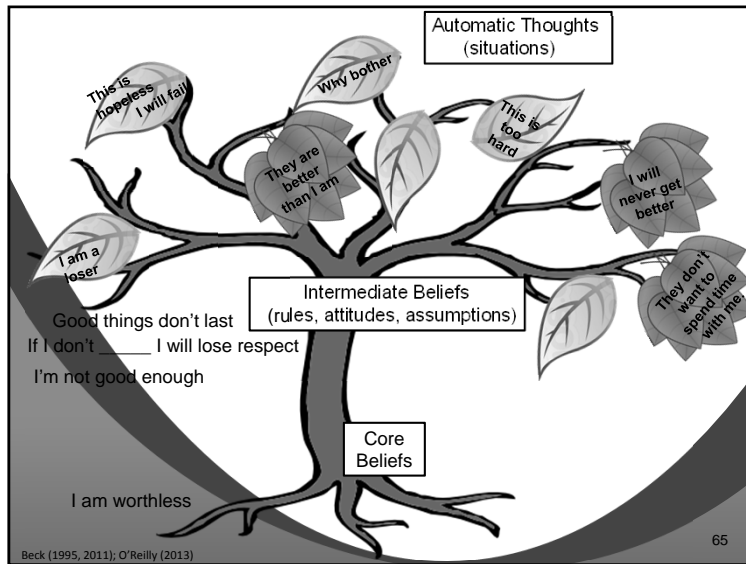 Automatic Thoughts
(situations)
This is
hopeless
I will fail
Why bother
This is
too
hard
They are
better
than I am
I will
never get
better
I am a
loser
They don't
want to
spend time
with me
Intermediate Beliefs
(rules, attitudes, assumptions)
Good things don't last
If I don't _____ I will lose respect
I'm not good enough
Core
Beliefs
I am worthless
Beck (1995, 2011); O'Reilly (2013)
65